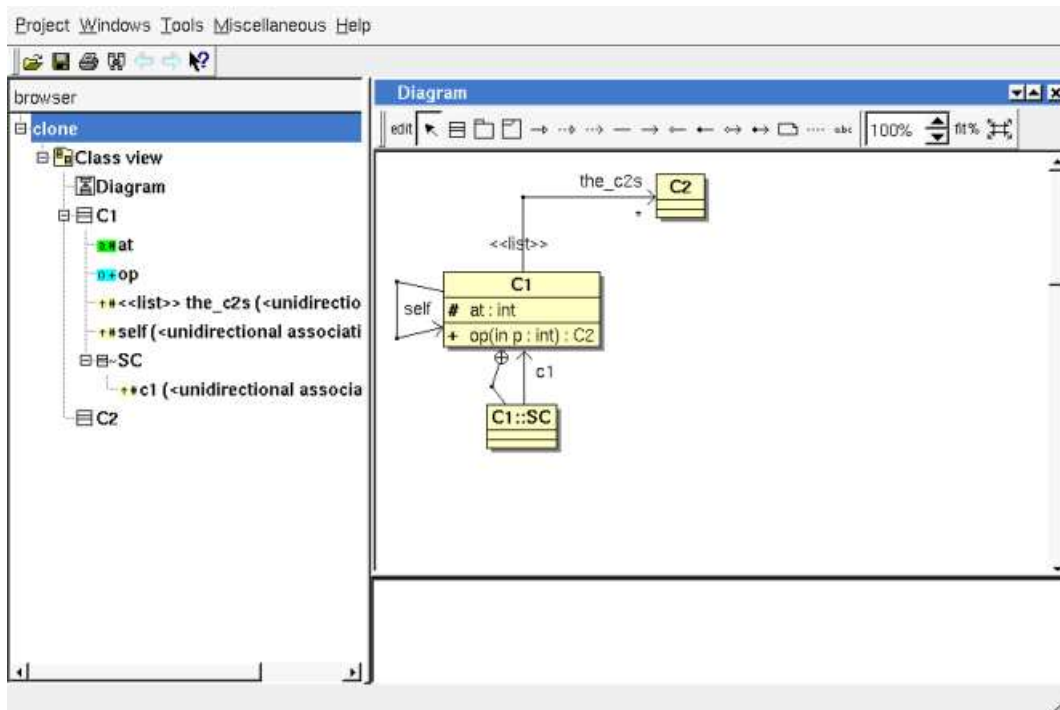 Project Windows Tools Miscellaneous Help
browser
clone
Class view
Diagram
C1
at
op
<<list>> the_c2s (<unidirectio
self (<unidirectional associati
SC
c1 (<unidirectional associa
C2
Diagram
edit abc 100% fit%
the_c2s
C2
*
<<list>>
C1
self
# at : int
+ op(in p : int) : C2
c1
C1::SC